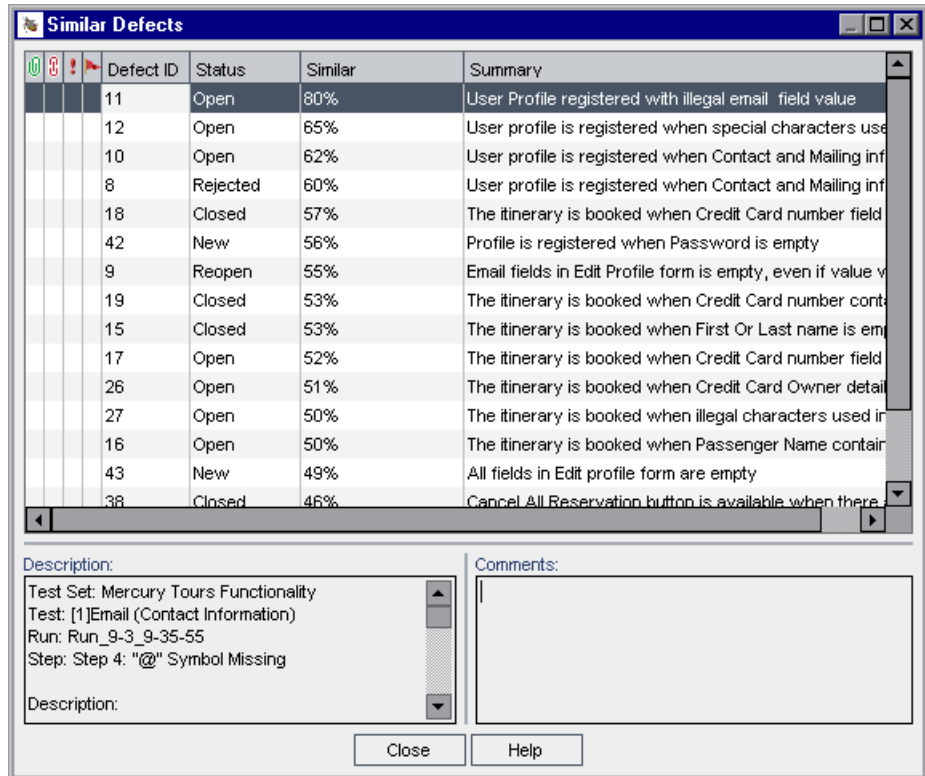 Similar Defects
Defect ID Status Similar Summary
11 Open 80% User Profile registered with illegal email field value
12 Open 65% User profile is registered when special characters use
10 Open 62% User profile is registered when Contact and Mailing inf
8 Rejected 60% User profile is registered when Contact and Mailing inf
18 Closed 57% The itinerary is booked when Credit Card number field
42 New 56% Profile is registered when Password is empty
9 Reopen 55% Email fields in Edit Profile form is empty, even if value v
19 Closed 53% The itinerary is booked when Credit Card number conta
15 Closed 53% The itinerary is booked when First Or Last name is em
17 Open 52% The itinerary is booked when Credit Card number field
26 Open 51% The itinerary is booked when Credit Card Owner detail
27 Open 50% The itinerary is booked when illegal characters used in
16 Open 50% The itinerary is booked when Passenger Name contain
43 New 49% All fields in Edit profile form are empty
38 Closed 46% Cancel All Reservation button is available when there
Description:
Test Set: Mercury Tours Functionality
Test: [1]Email (Contact Information)
Run: Run_9-3_9-35-55
Step: Step 4: "@" Symbol Missing
Description:
Comments:
Close
Help